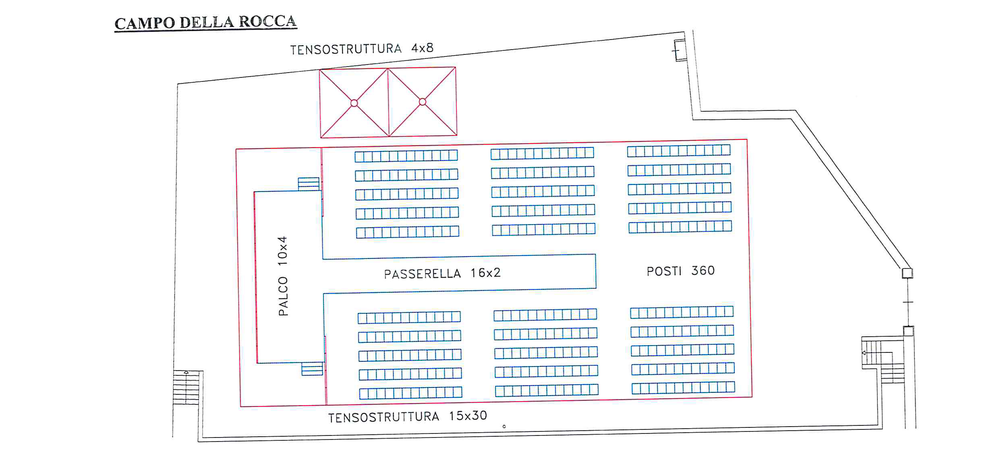 CAMPO DELLA ROCCA
TENSOSTRUTTURA 4x8
PALCO 10x4
PASSERELLA 16x2
POSTI 360
TENSOSTRUTTURA 15x30